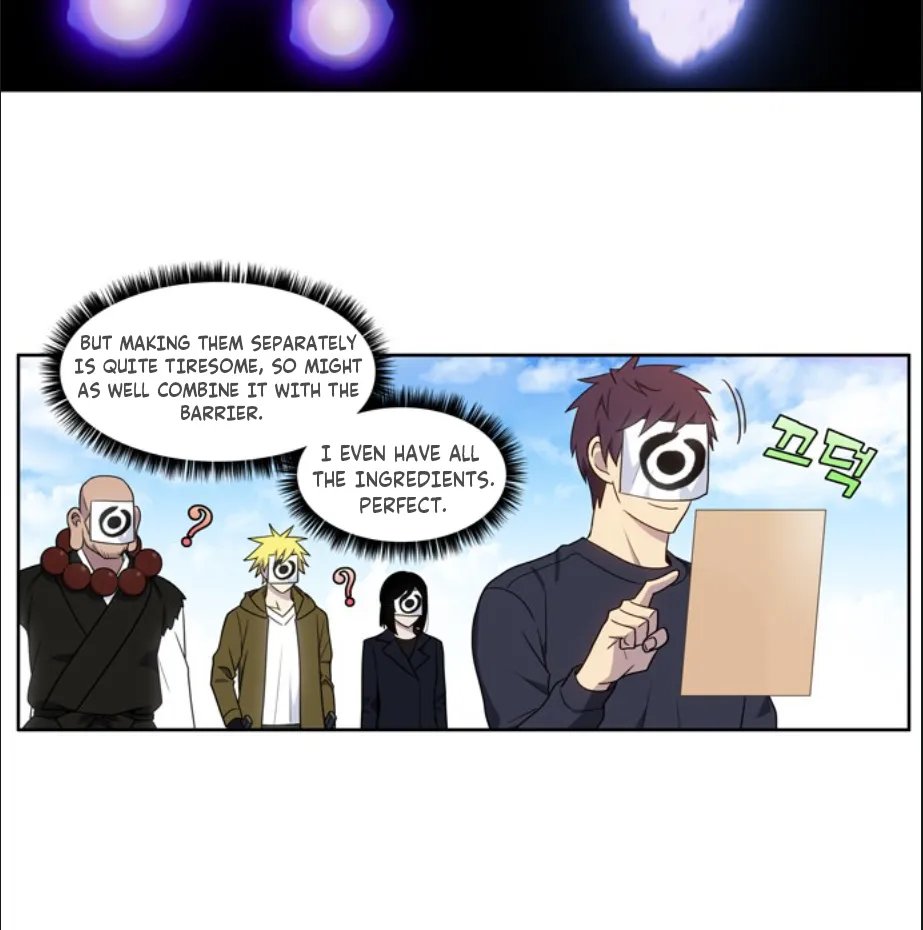 BUT MAKING THEM SEPARATELY
IS QUITE TIRESOME, SO MIGHT
AS WELL COMBINE IT WITH THE
BARRIER.
I EVEN HAVE ALL
THE INGREDIENTS.
PERFECT.
?
?
끄덕